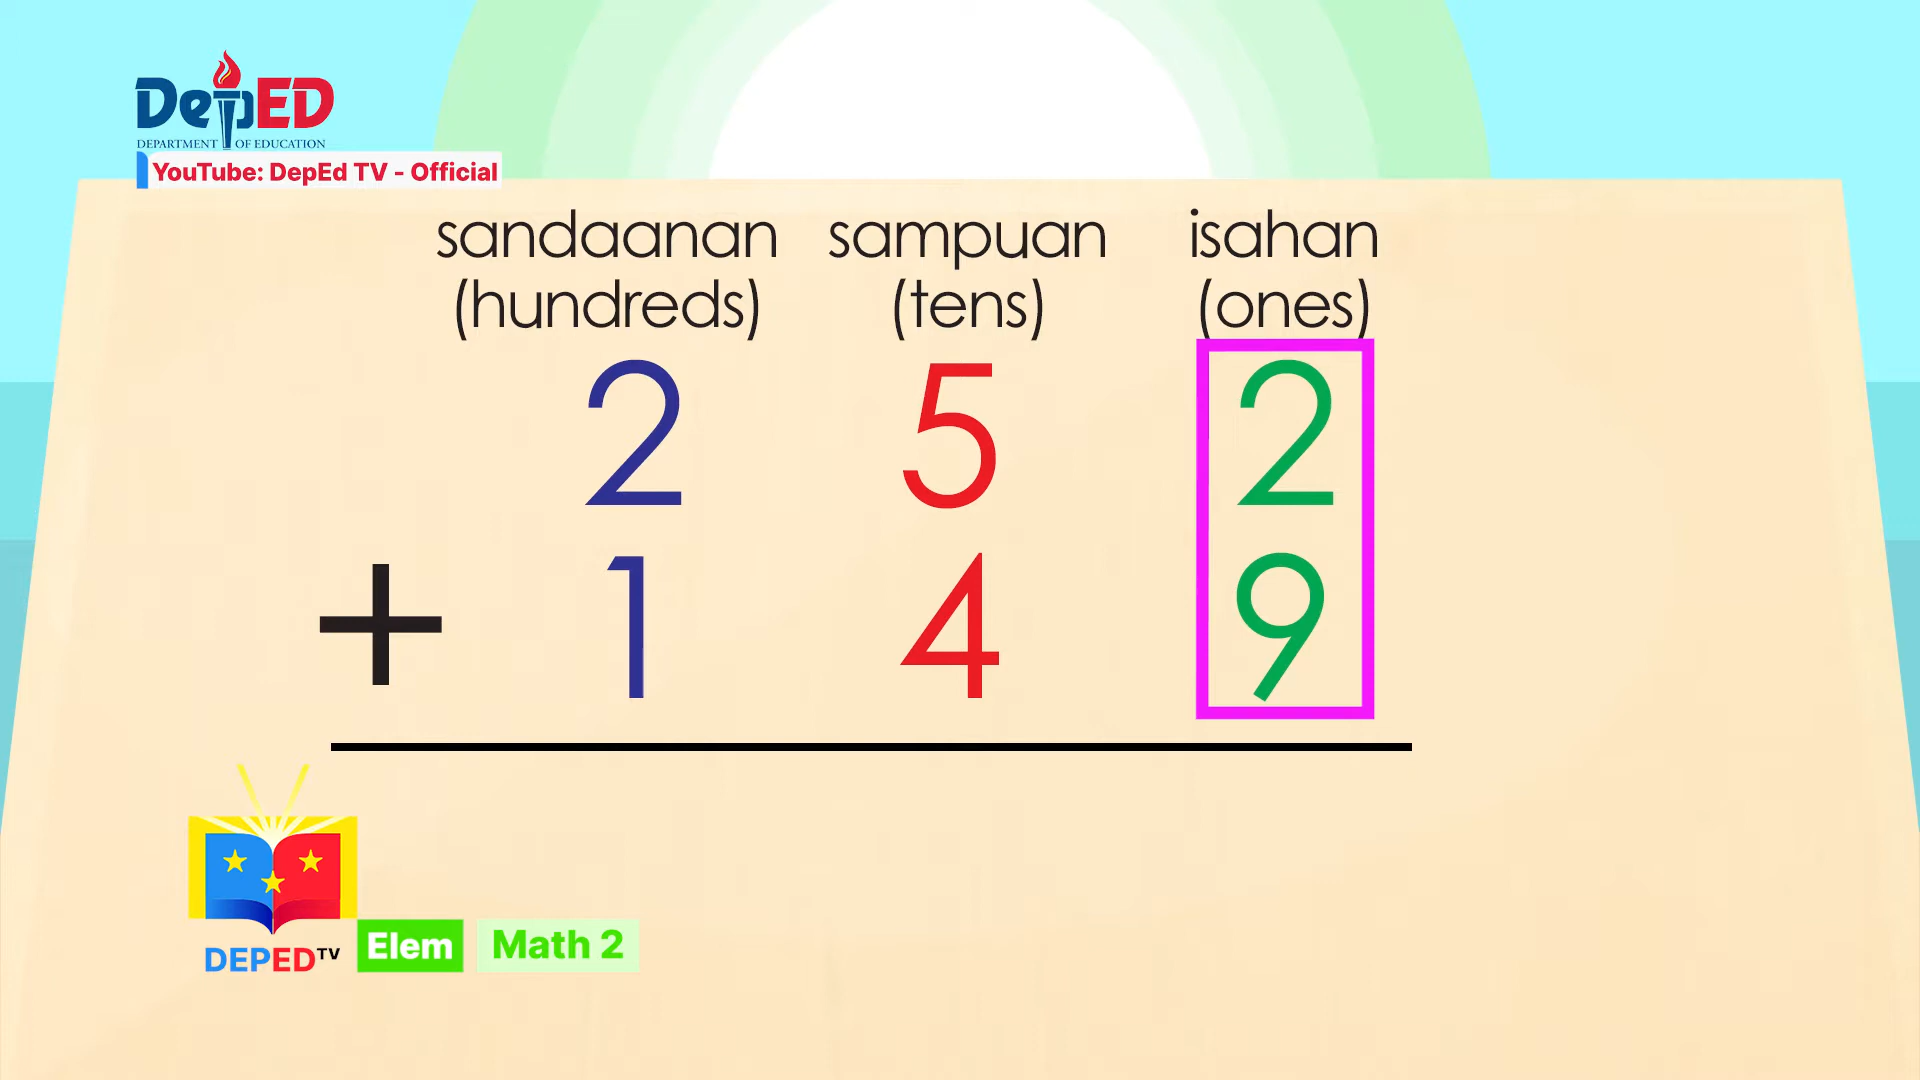 DepED
DEPARTMENT OF EDUCATION
YouTube: DepEd TV - Official
sandaanan sampuan isahan
(hundreds) (tens) (ones)
2 5 2
+ 1 4 9
DEPED TV
Elem Math 2